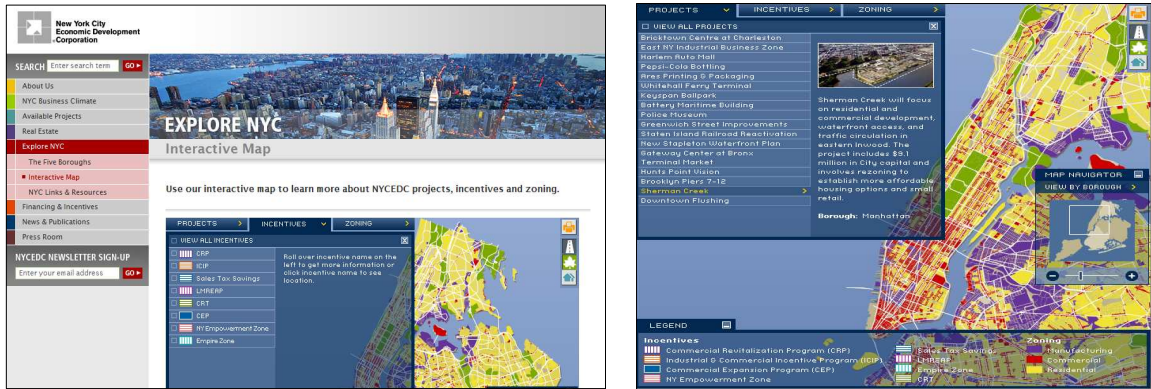 New York City
Economic Development
Corporation
SEARCH Enter search term GO
About Us
NYC Business Climate
Available Projects
Real Estate
Explore NYC
The Five Boroughs
Interactive Map
NYC Links & Resources
Financing & Incentives
News & Publications
Press Room
NYCEDC NEWSLETTER SIGN-UP
Enter your email address GO
EXPLORE NYC
Interactive Map
Use our interactive map to learn more about NYCEDC projects, incentives and zoning.
PROJECTS > INCENTIVES ZONING >
VIEW ALL INCENTIVES
CRP
ICIP
Sales Tax Savings
LMREAP
CRT
CEP
NY Empowerment Zone
Empire Zone
Roll over incentive name on the
left to get more information or
click incentive name to see
location.
PROJECTS INCENTIVES > ZONING >
VIEW ALL PROJECTS
Bricktown Centre at Charleston
East NY Industrial Business Zone
Harlem Auto Mall
Pepsi-Cola Bottling
Ares Printing & Packaging
Whitehall Ferry Terminal
Keyspan Ballpark
Battery Maritime Building
Police Museum
Greenwich Street Improvements
Staten Island Railroad Reactivation
New Stapleton Waterfront Plan
Gateway Center at Bronx
Terminal Market
Hunts Point Vision
Brooklyn Piers 7-12
Sherman Creek >
Downtown Flushing
Sherman Creek will focus
on residential and
commercial development,
waterfront access, and
traffic circulation in
eastern Inwood. The
project includes $9.1
million in City capital and
involves rezoning to
establish more affordable
housing options and small
retail.
Borough: Manhattan
MAP NAVIGATOR
VIEW BY BOROUGH >
LEGEND
Incentives
Commercial Revitalization Program (CRP)
Industrial & Commercial Incentive Program (ICIP)
Commercial Expansion Program (CEP)
NY Empowerment Zone
Sales Tax Savings
LMREAP
Empire Zone
CRT
Zoning
Manufacturing
Commercial
Residential